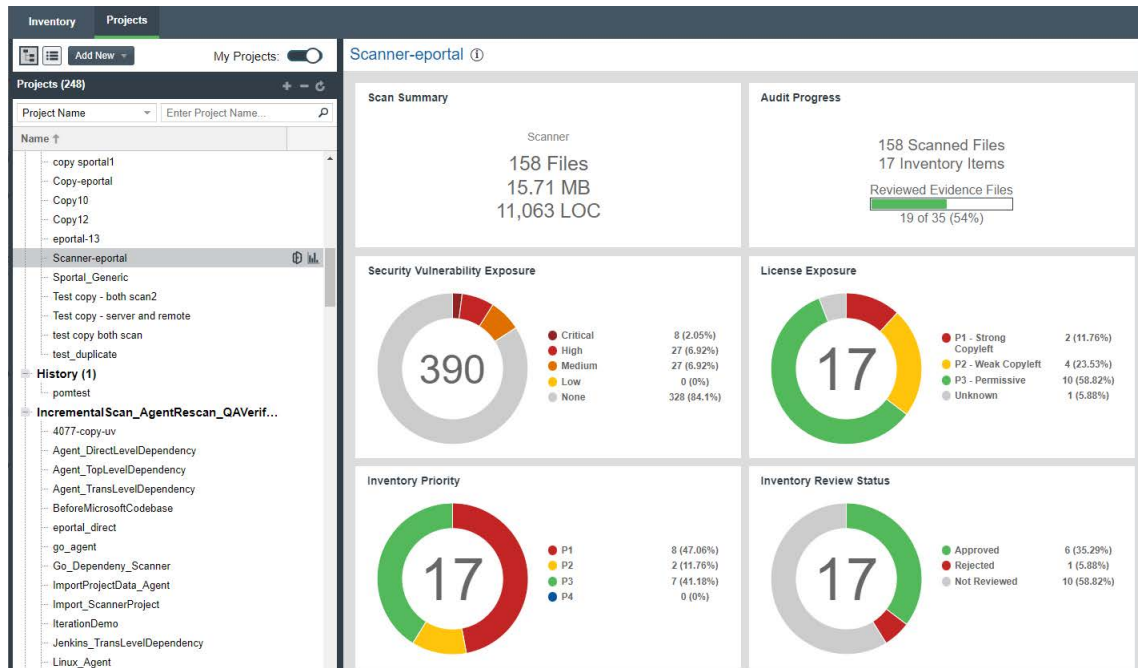 Inventory Projects
Add New
My Projects:
Projects (248)
Project Name
Enter Project Name...
Name
copy sportal1
Copy-eportal
Copy10
Copy12
eportal-13
Scanner-eportal
Sportal_Generic
Test copy - both scan2
Test copy - server and remote
test copy both scan
test_duplicate
History (1)
pomtest
IncrementalScan_AgentRescan_QAVerif...
4077-copy-uv
Agent_DirectLevelDependency
Agent_TopLevelDependency
Agent_TransLevelDependency
BeforeMicrosoftCodebase
eportal_direct
go_agent
Go_Dependeny_Scanner
ImportProjectData_Agent
Import_ScannerProject
IterationDemo
Jenkins_TransLevelDependency
Linux_Agent
Scanner-eportal
Scan Summary
Scanner
158 Files
15.71 MB
11,063 LOC
Audit Progress
158 Scanned Files
17 Inventory Items
Reviewed Evidence Files
19 of 35 (54%)
Security Vulnerability Exposure
390
Critical 8 (2.05%)
High 27 (6.92%)
Medium 27 (6.92%)
Low 0 (0%)
None 328 (84.1%)
License Exposure
17
P1 - Strong Copyleft 2 (11.76%)
P2 - Weak Copyleft 4 (23.53%)
P3 - Permissive 10 (58.82%)
Unknown 1 (5.88%)
Inventory Priority
17
P1 8 (47.06%)
P2 2 (11.76%)
P3 7 (41.18%)
P4 0 (0%)
Inventory Review Status
17
Approved 6 (35.29%)
Rejected 1 (5.88%)
Not Reviewed 10 (58.82%)